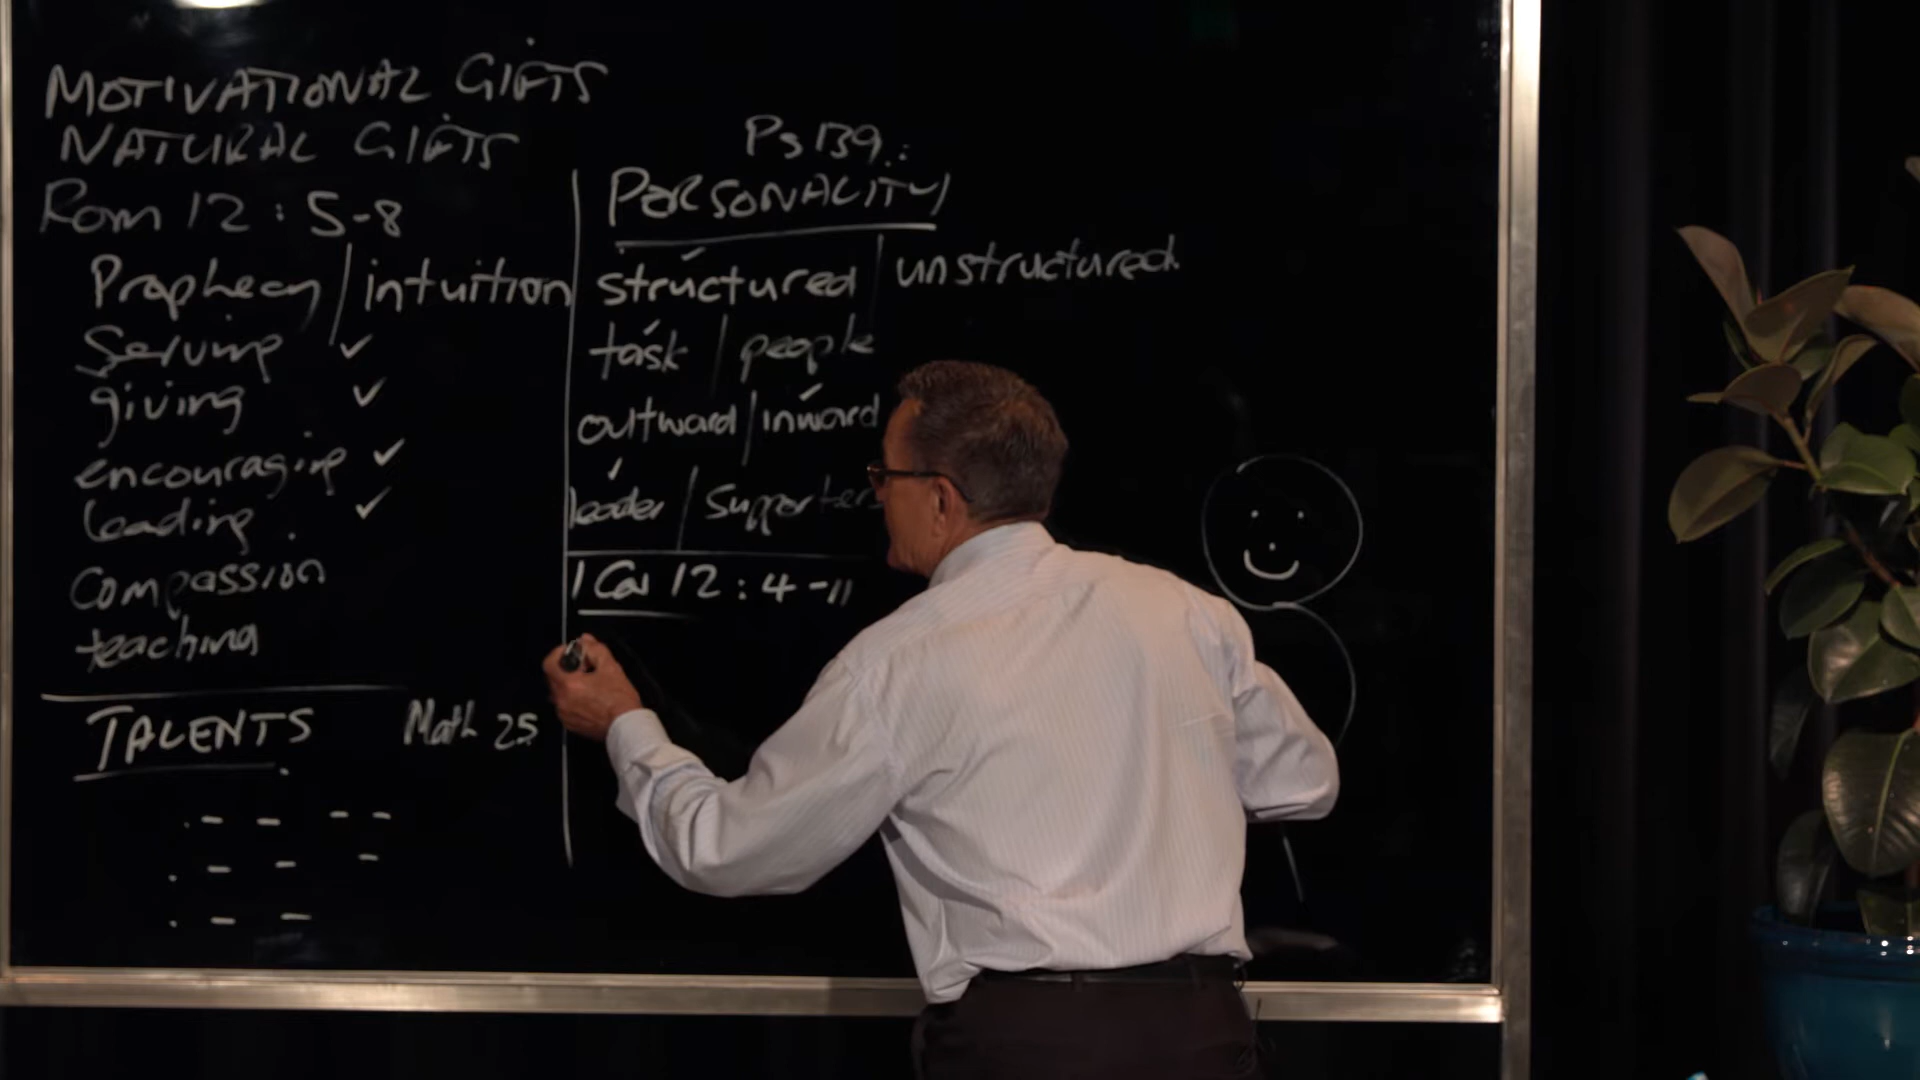 MOTIVATIONAL GIFTS
NATURAL GIFTS
Rom 12 : 5-8
Prophecy / intuition
Serving ✓
giving ✓
encouraging ✓
leading ✓
Compassion
teaching
TALENTS Math 25
Ps 139
PERSONALITY
structured / unstructured
task / people
outward / inward
leader / Supporters
1 Cor 12 : 4-11